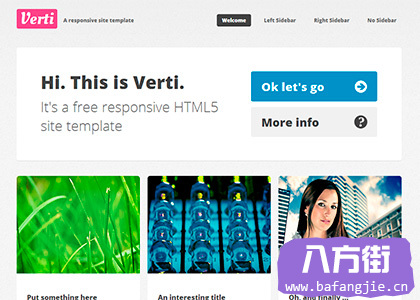 Verti
A responsive site template
Welcome
Left Sidebar
Right Sidebar
No Sidebar
Hi. This is Verti.
It's a free responsive HTML5
site template
Ok let's go
More info
?
Put something here
An interesting title
Oh, and finally ...
八方街
www.bafangjie.cn